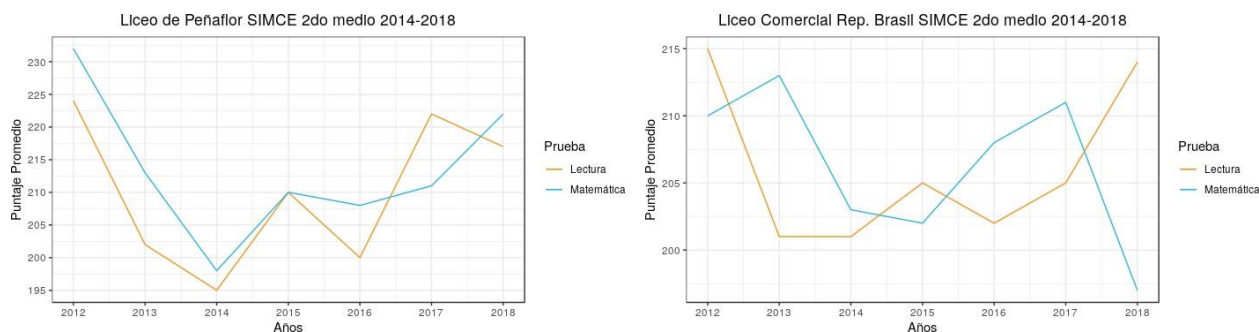 Liceo de Peñaflor SIMCE 2do medio 2014-2018
Puntaje Promedio
230
225
220
215
210
205
200
195
2012 2013 2014 2015 2016 2017 2018
Años
Prueba
Lectura
Matemática
Liceo Comercial Rep. Brasil SIMCE 2do medio 2014-2018
Puntaje Promedio
215
210
205
200
2012 2013 2014 2015 2016 2017 2018
Años
Prueba
Lectura
Matemática